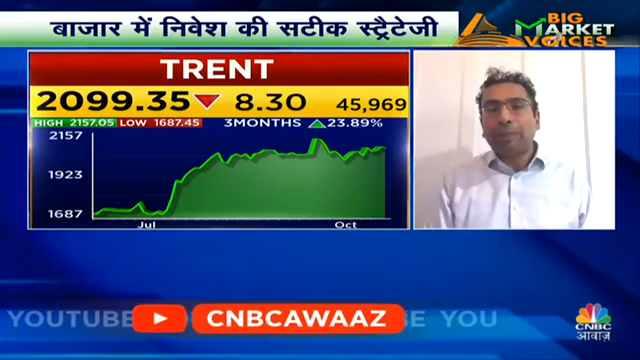 बाजार में निवेश की सटीक स्ट्रैटेजी
BIG
MARKET
VOICES
TRENT
2099.35 8.30 45,969
HIGH 2157.05 LOW 1687.45 3MONTHS 23.89%
2157
1923
1687
Jul Oct
YOUTUBE CNBCAWAAZ BE YOU
CNBC
आवाज़